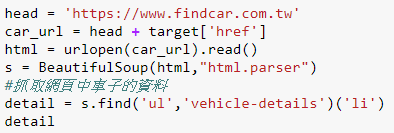 head = 'https://www.findcar.com.tw'
car_url = head + target['href']
html = urlopen(car_url).read()
s = BeautifulSoup(html,"html.parser")
#抓取網頁中車子的資料
detail = s.find('ul','vehicle-details')('li')
detail